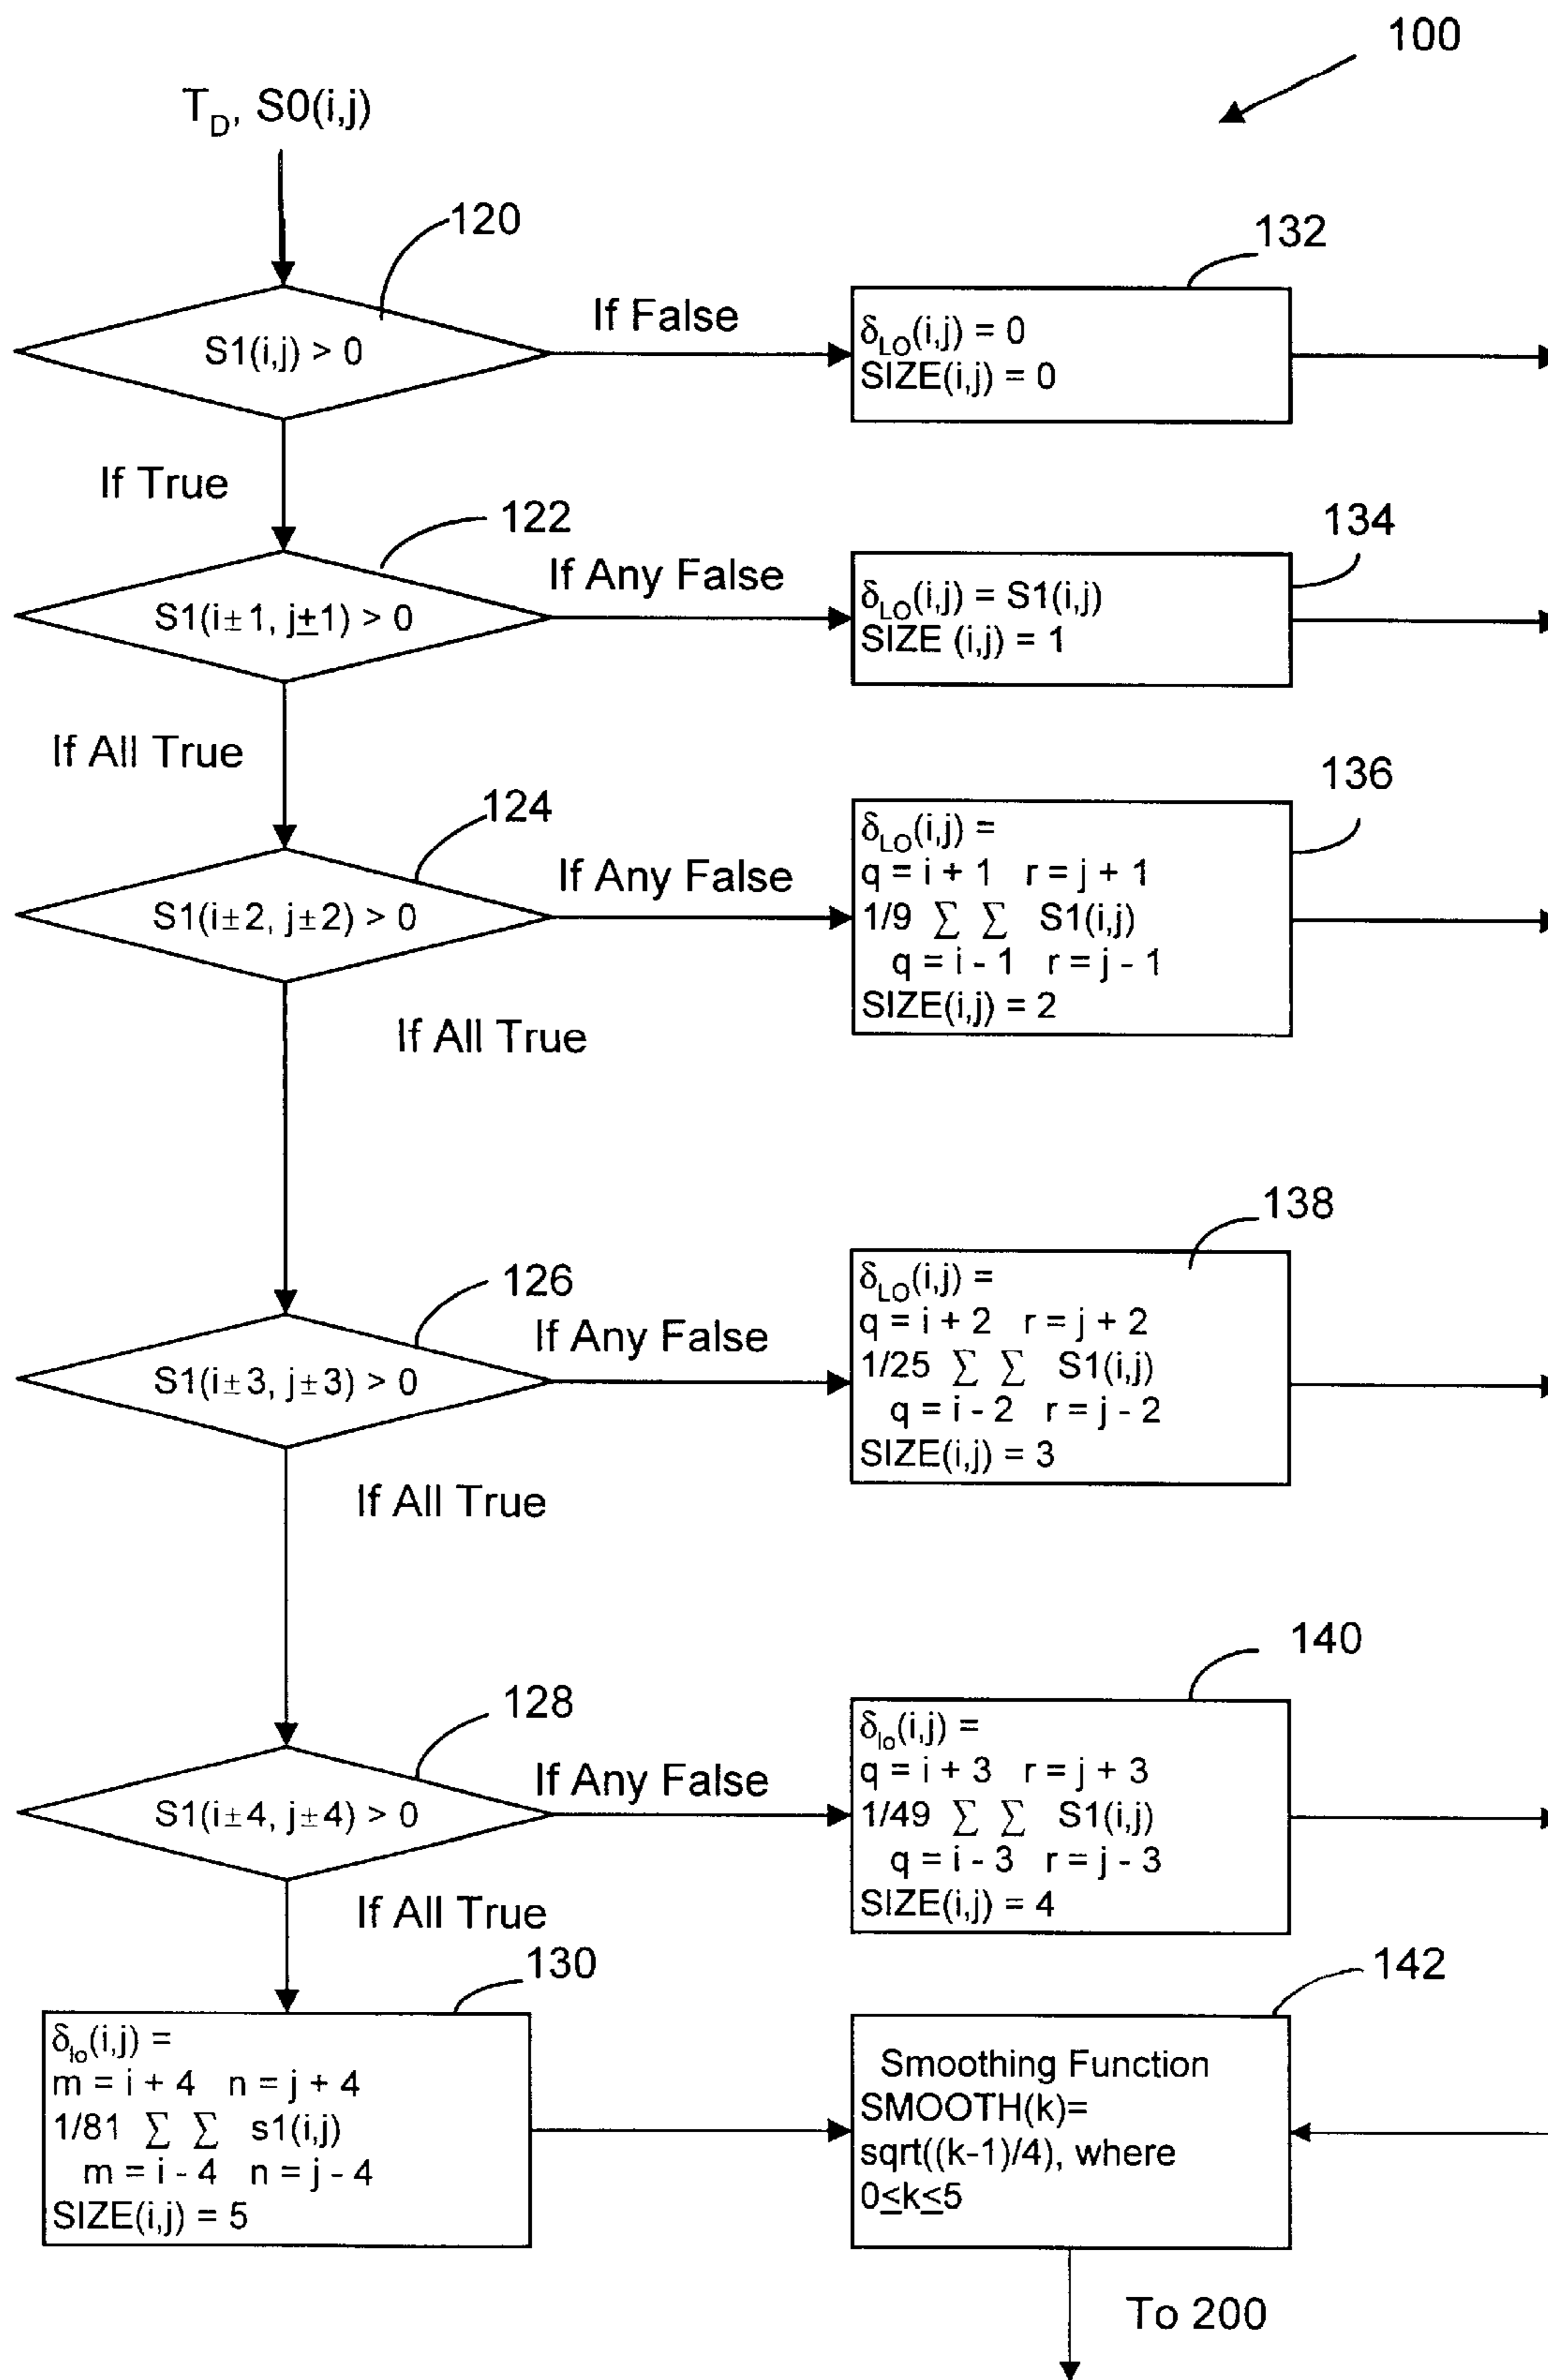 100
T_D, S0(i,j)
120
132
S1(i,j) > 0
If False
δ_LO(i,j) = 0
SIZE(i,j) = 0
If True
122
134
S1(i±1, j±1) > 0
If Any False
δ_LO(i,j) = S1(i,j)
SIZE (i,j) = 1
If All True
124
136
S1(i±2, j±2) > 0
If Any False
δ_LO(i,j) =
q = i + 1 r = j + 1
1/9 ∑ ∑ S1(i,j)
q = i - 1 r = j - 1
SIZE(i,j) = 2
If All True
126
138
S1(i±3, j±3) > 0
If Any False
δ_LO(i,j) =
q = i + 2 r = j + 2
1/25 ∑ ∑ S1(i,j)
q = i - 2 r = j - 2
SIZE(i,j) = 3
If All True
128
140
S1(i±4, j±4) > 0
If Any False
δ_lo(i,j) =
q = i + 3 r = j + 3
1/49 ∑ ∑ S1(i,j)
q = i - 3 r = j - 3
SIZE(i,j) = 4
If All True
130
142
δ_lo(i,j) =
m = i + 4 n = j + 4
1/81 ∑ ∑ s1(i,j)
m = i - 4 n = j - 4
SIZE(i,j) = 5
Smoothing Function
SMOOTH(k)=
sqrt((k-1)/4), where
0≤k≤5
To 200